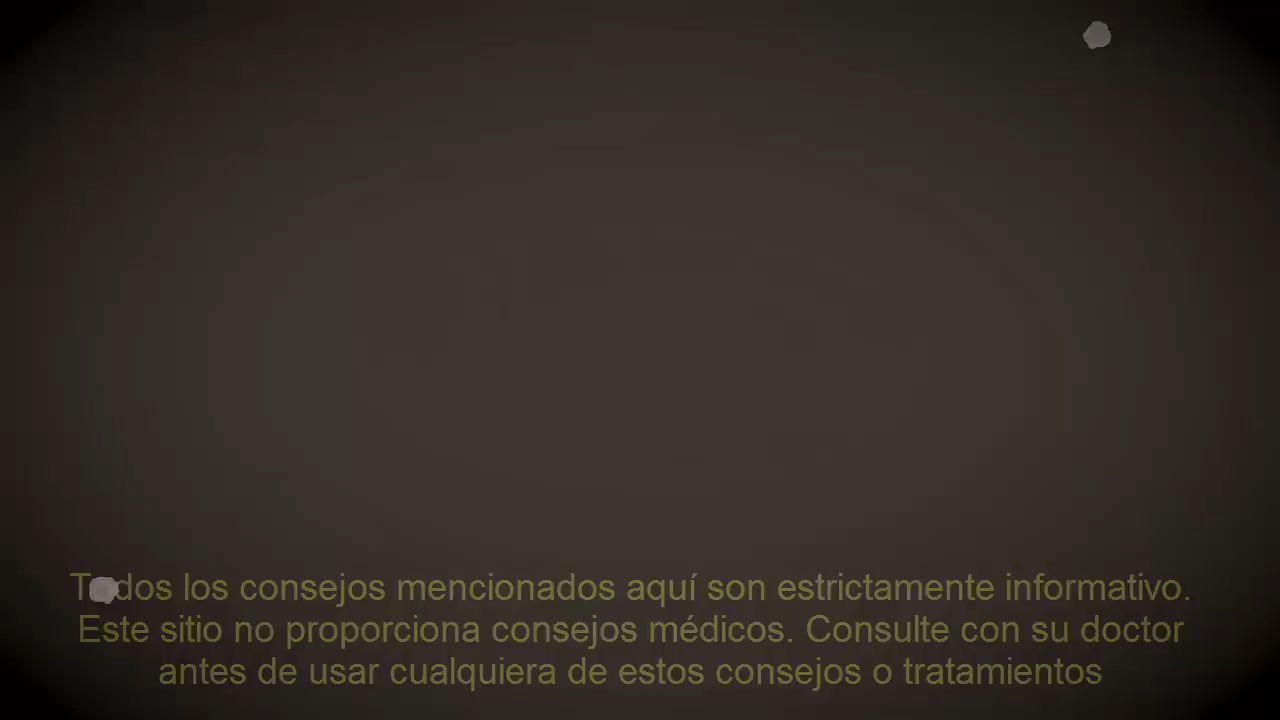 Todos los consejos mencionados aquí son estrictamente informativo.
Este sitio no proporciona consejos médicos. Consulte con su doctor
antes de usar cualquiera de estos consejos o tratamientos